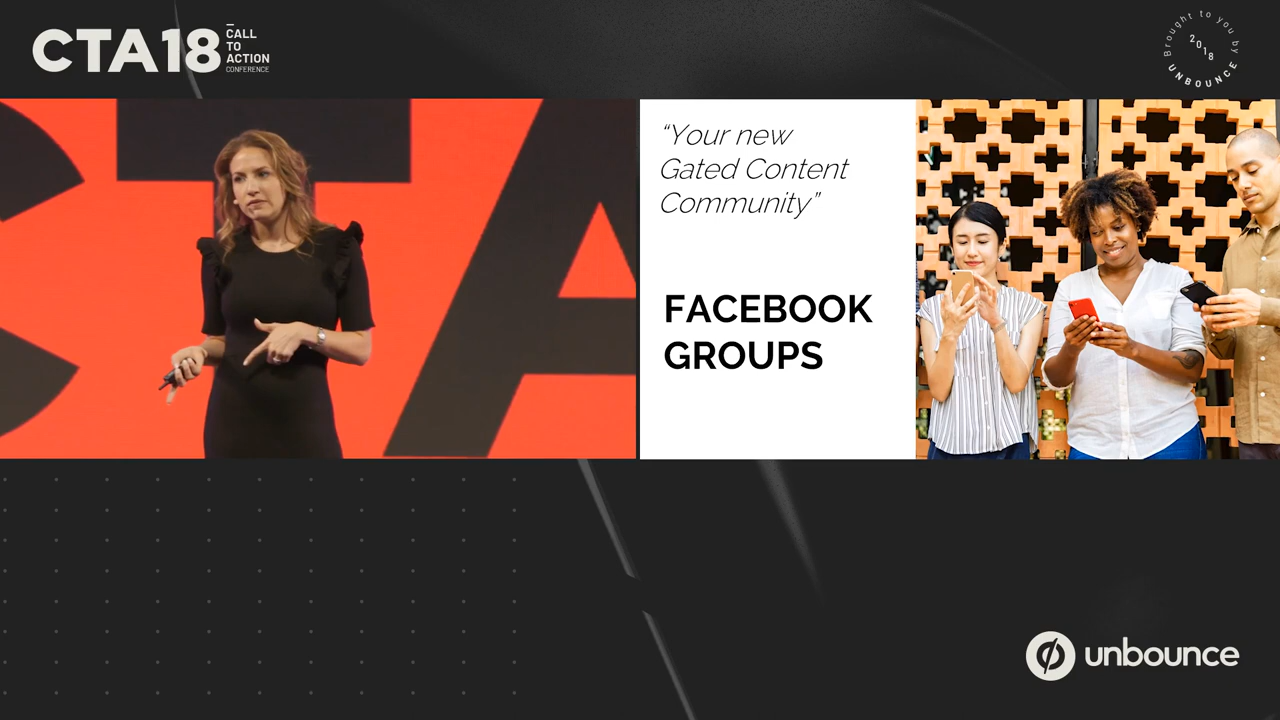 CTA18
CALL
TO
ACTION
CONFERENCE
Brought to you by
2018
UNBOUNCE
CTA
“Your new
Gated Content
Community”
FACEBOOK
GROUPS
unbounce